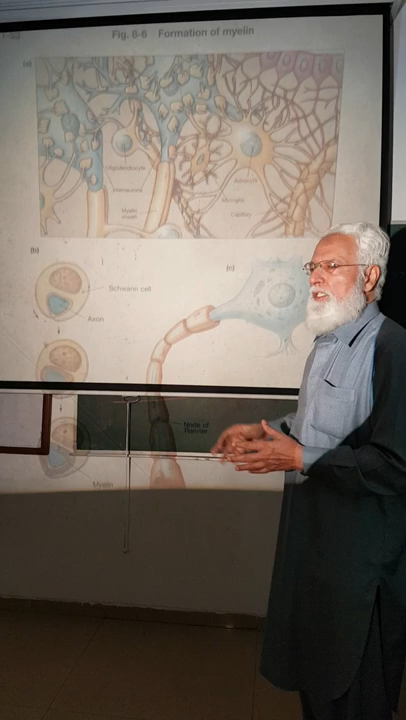 Fig. 8-6 Formation of myelin
(a)
Oligodendrocyte
Astrocyte
Interneurons
Microglia
Myelin sheath
Capillary
(b)
(c)
Schwann cell
Axon
Node of
Ranvier
Myelin